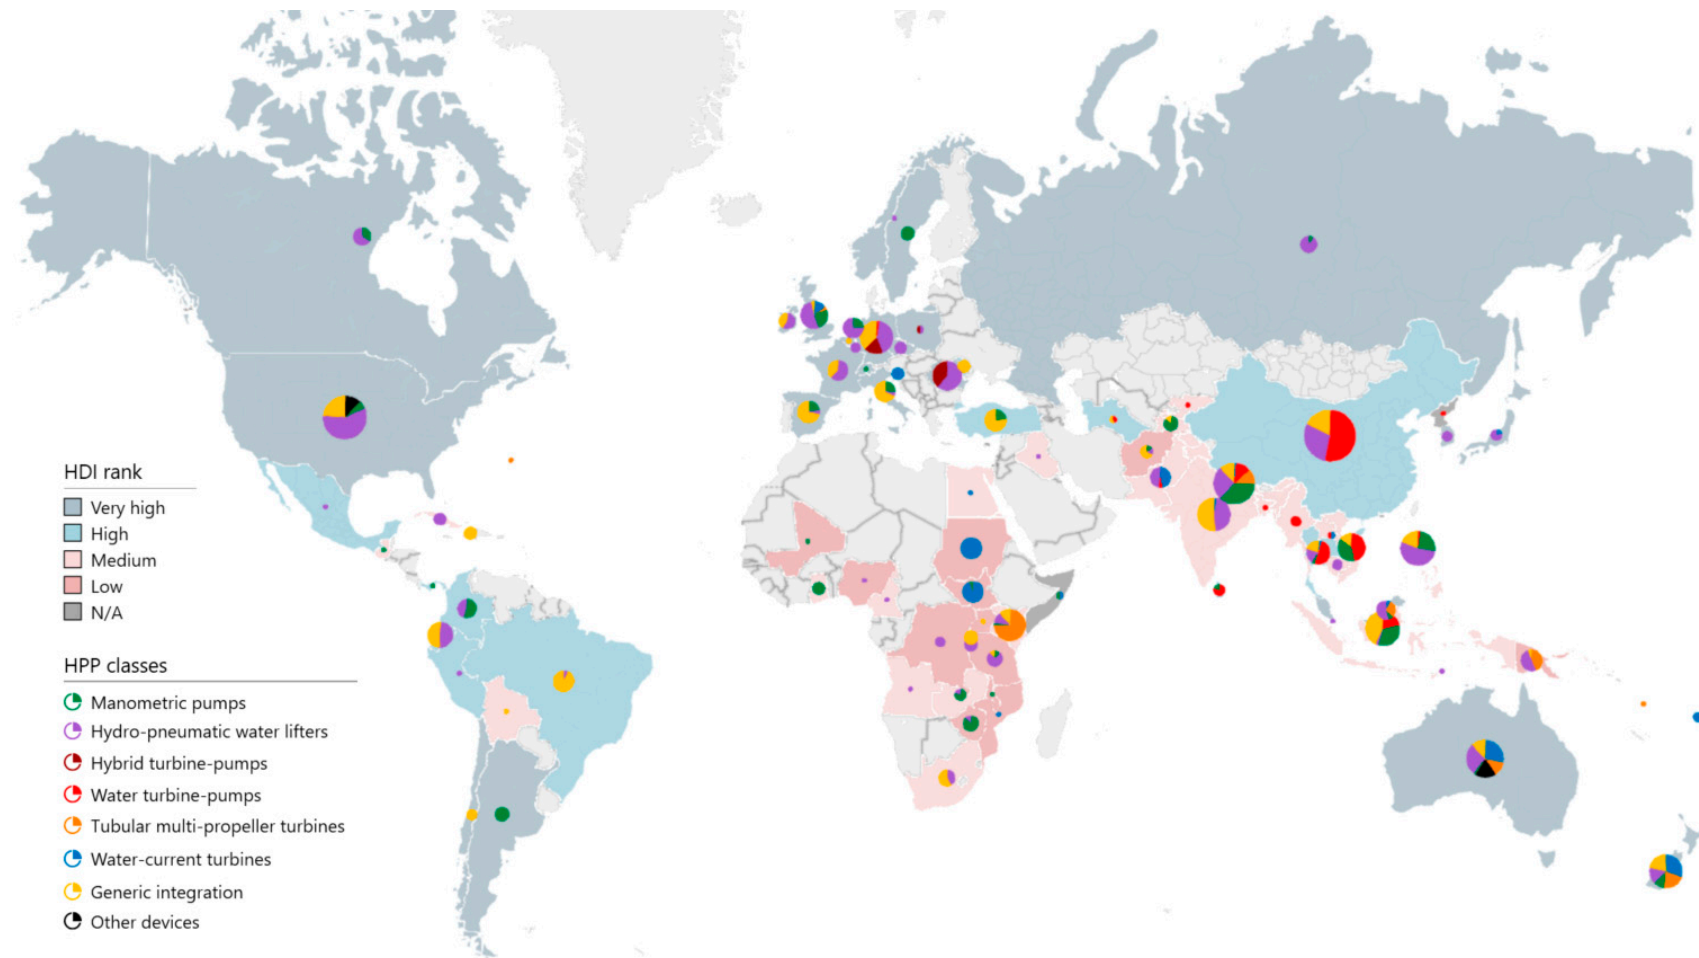 HDI rank
Very high
High
Medium
Low
N/A
HPP classes
Manometric pumps
Hydro-pneumatic water lifters
Hybrid turbine-pumps
Water turbine-pumps
Tubular multi-propeller turbines
Water-current turbines
Generic integration
Other devices